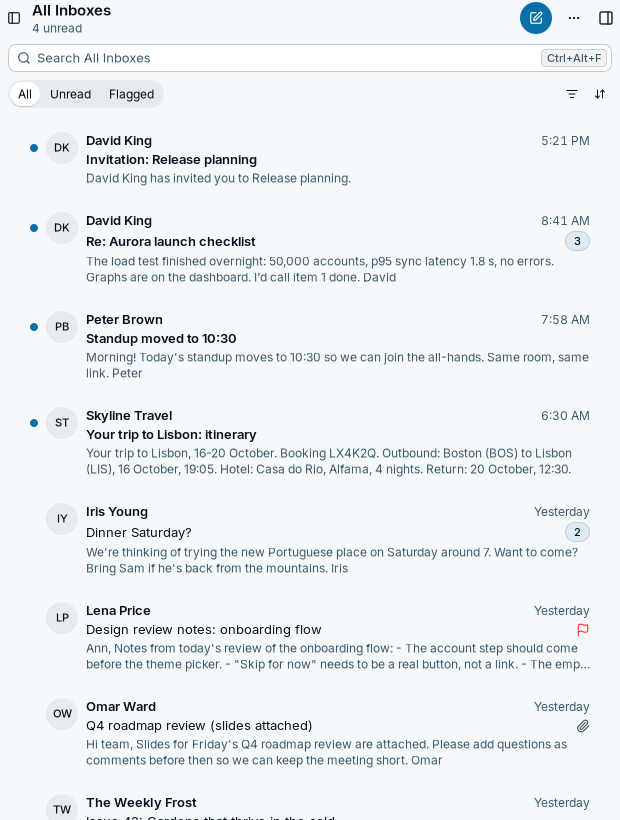 All Inboxes
4 unread
Search All Inboxes
Ctrl+Alt+F
All Unread Flagged
DK David King 5:21 PM
Invitation: Release planning
David King has invited you to Release planning.
DK David King 8:41 AM
Re: Aurora launch checklist 3
The load test finished overnight: 50,000 accounts, p95 sync latency 1.8 s, no errors.
Graphs are on the dashboard. I'd call item 1 done. David
PB Peter Brown 7:58 AM
Standup moved to 10:30
Morning! Today's standup moves to 10:30 so we can join the all-hands. Same room, same
link. Peter
ST Skyline Travel 6:30 AM
Your trip to Lisbon: itinerary
Your trip to Lisbon, 16-20 October. Booking LX4K2Q. Outbound: Boston (BOS) to Lisbon
(LIS), 16 October, 19:05. Hotel: Casa do Rio, Alfama, 4 nights. Return: 20 October, 12:30.
IY Iris Young Yesterday
Dinner Saturday? 2
We're thinking of trying the new Portuguese place on Saturday around 7. Want to come?
Bring Sam if he's back from the mountains. Iris
LP Lena Price Yesterday
Design review notes: onboarding flow
Ann, Notes from today's review of the onboarding flow: - The account step should come
before the theme picker. - "Skip for now" needs to be a real button, not a link. - The emp...
OW Omar Ward Yesterday
Q4 roadmap review (slides attached)
Hi team, Slides for Friday's Q4 roadmap review are attached. Please add questions as
comments before then so we can keep the meeting short. Omar
TW The Weekly Frost Yesterday